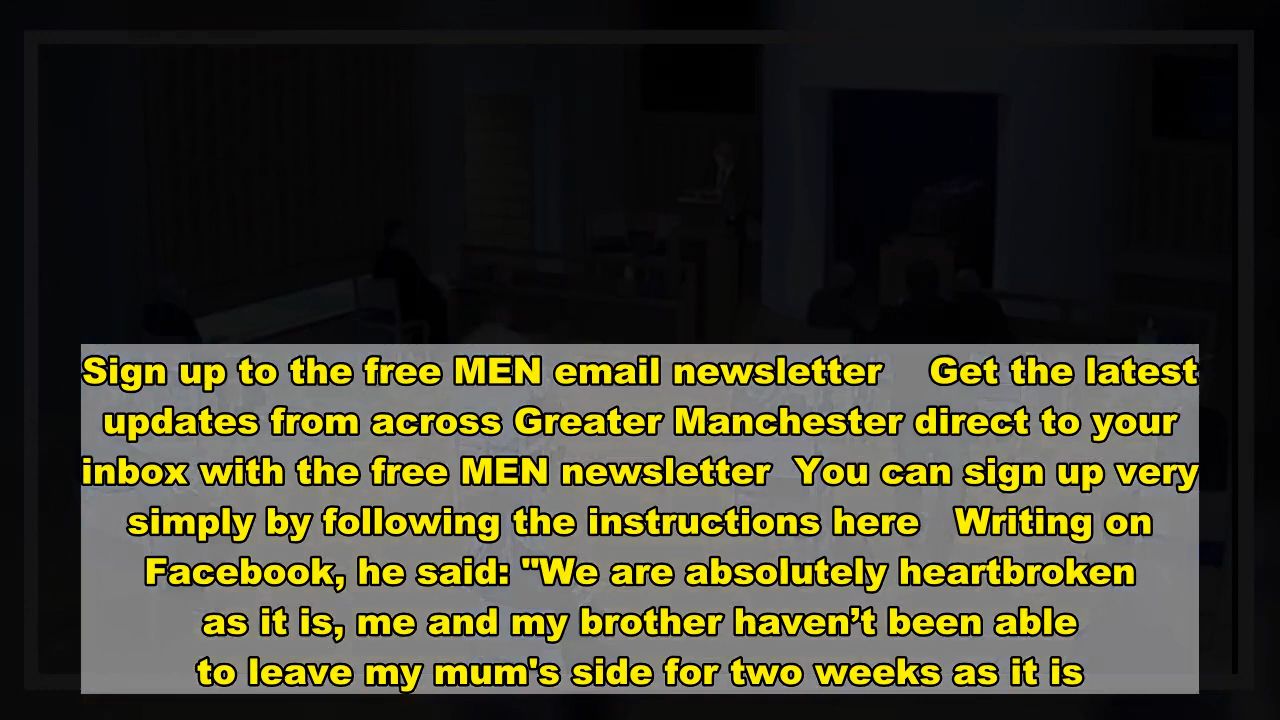 Sign up to the free MEN email newsletter    Get the latest
updates from across Greater Manchester direct to your
inbox with the free MEN newsletter  You can sign up very
simply by following the instructions here   Writing on
Facebook, he said: "We are absolutely heartbroken
as it is, me and my brother haven’t been able
to leave my mum's side for two weeks as it is